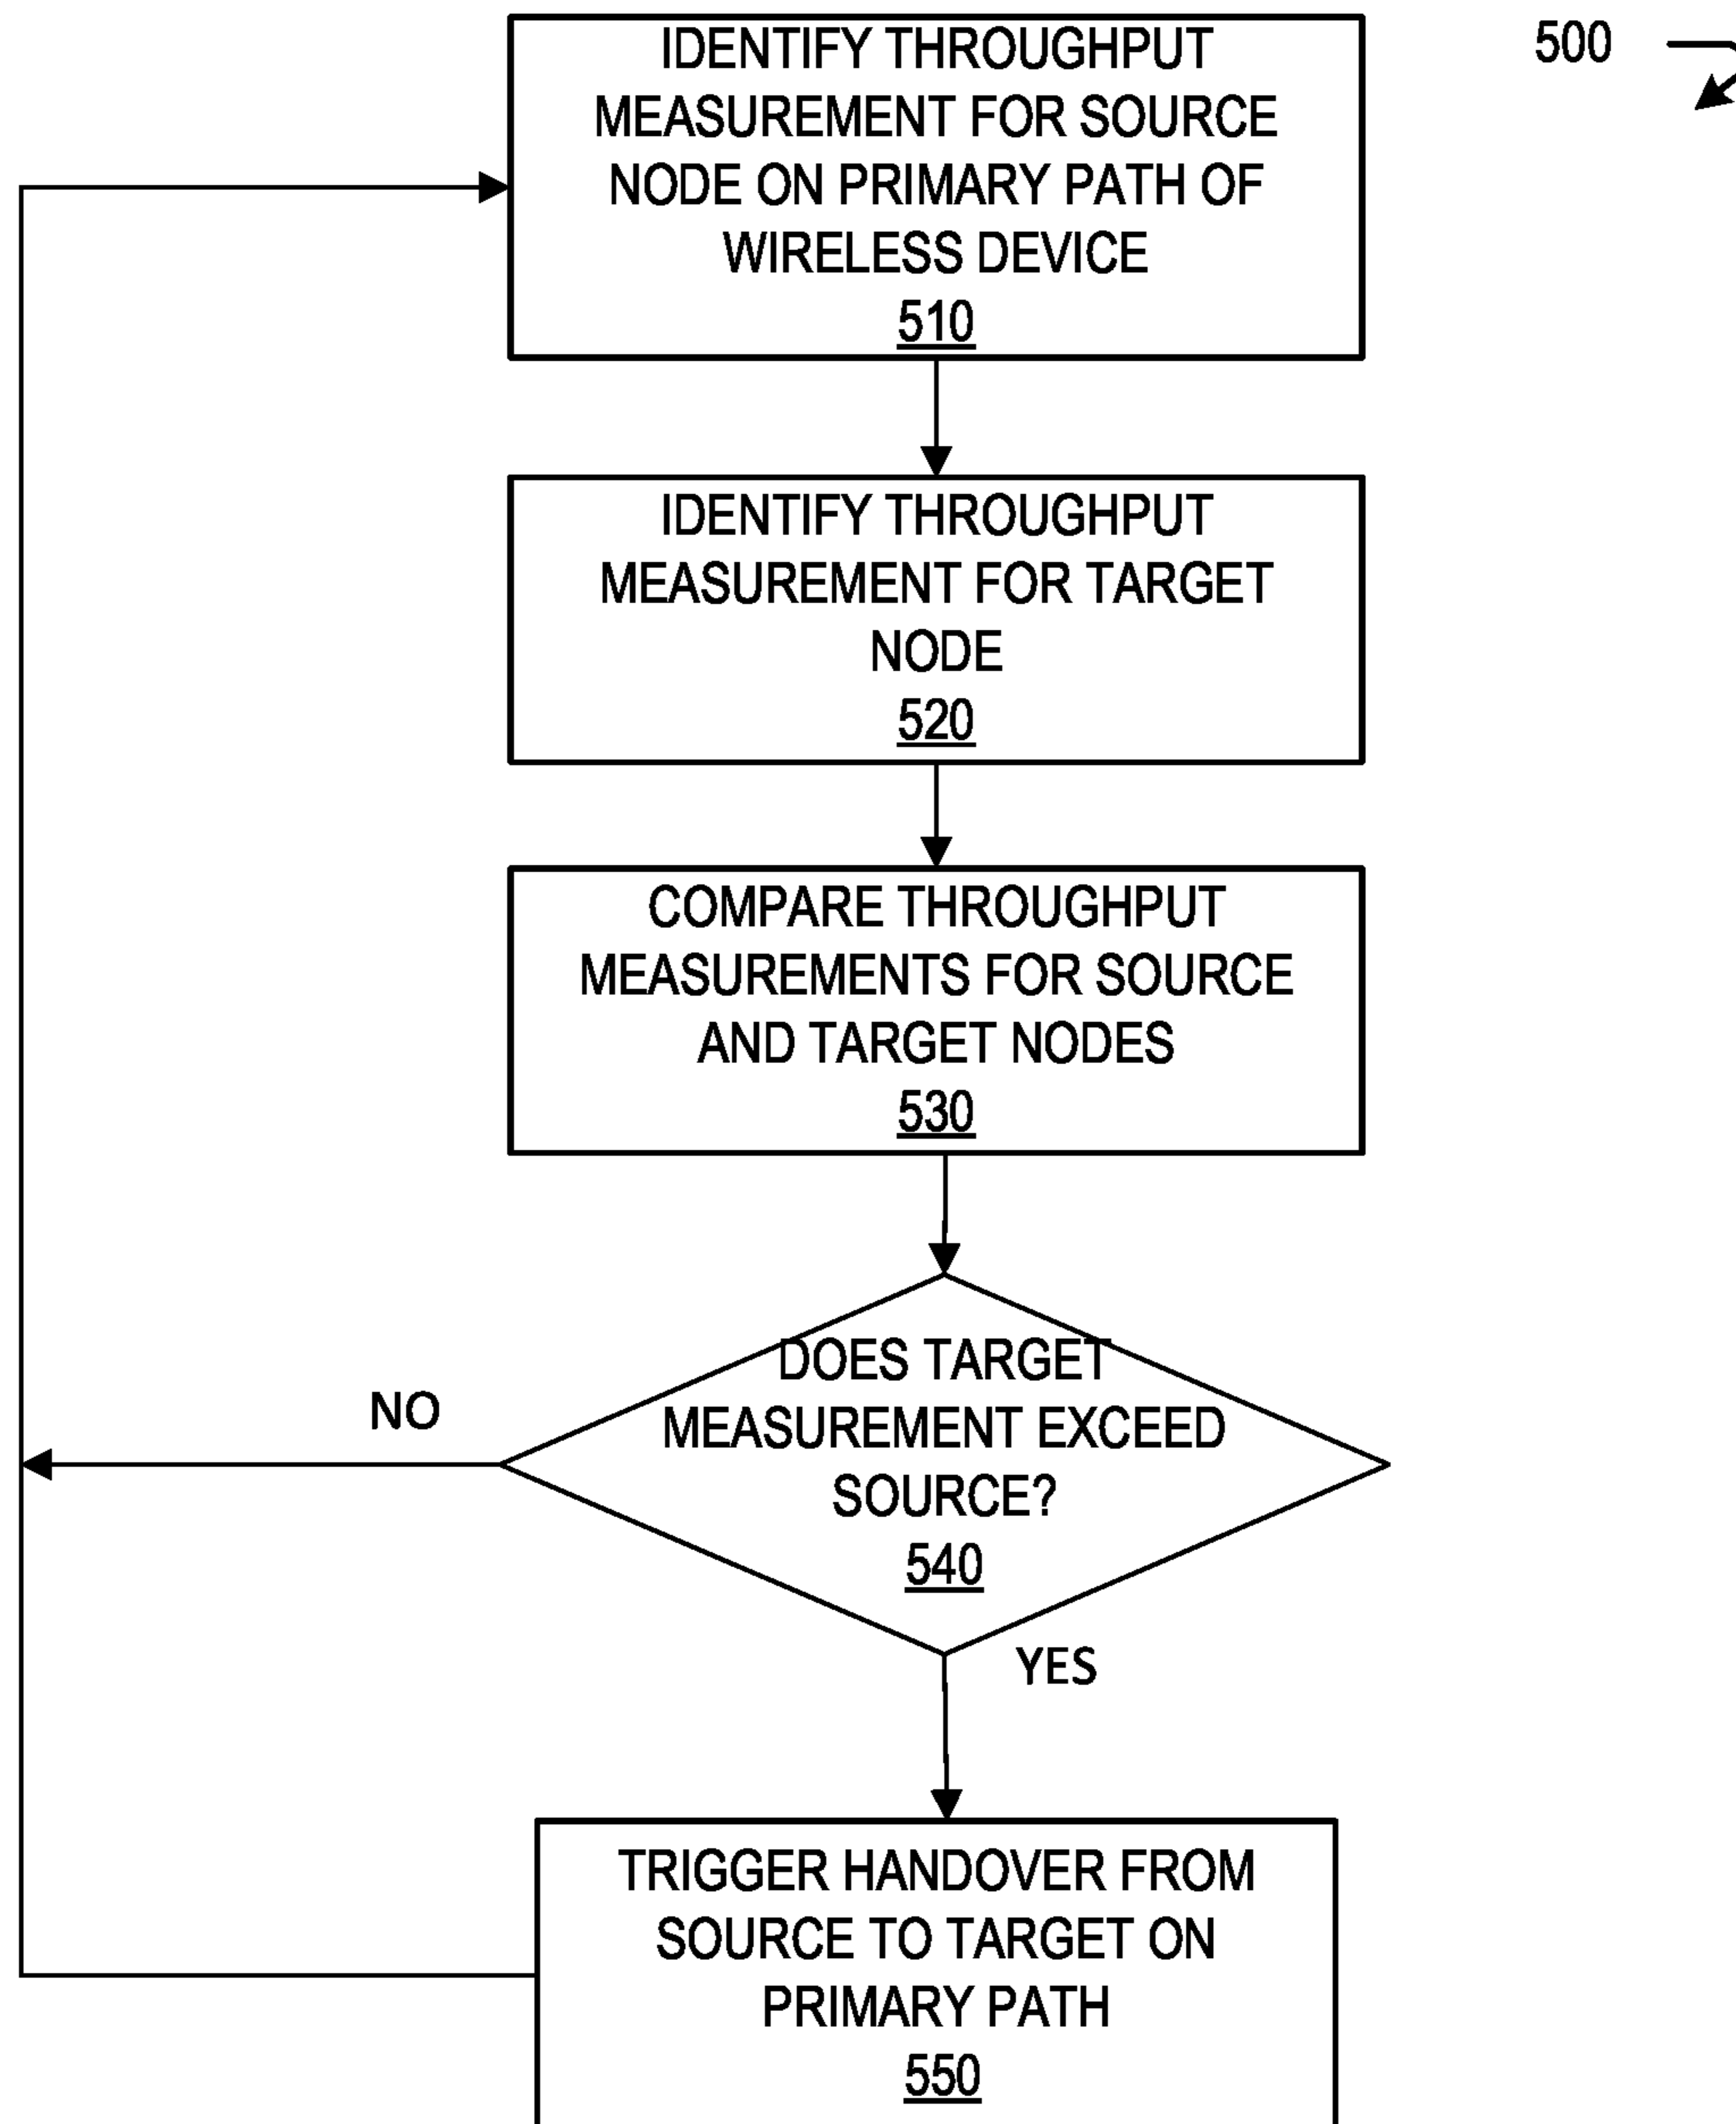 IDENTIFY THROUGHPUT
MEASUREMENT FOR SOURCE
NODE ON PRIMARY PATH OF
WIRELESS DEVICE
510
500
IDENTIFY THROUGHPUT
MEASUREMENT FOR TARGET
NODE
520
COMPARE THROUGHPUT
MEASUREMENTS FOR SOURCE
AND TARGET NODES
530
DOES TARGET
MEASUREMENT EXCEED
SOURCE?
540
NO
YES
TRIGGER HANDOVER FROM
SOURCE TO TARGET ON
PRIMARY PATH
550